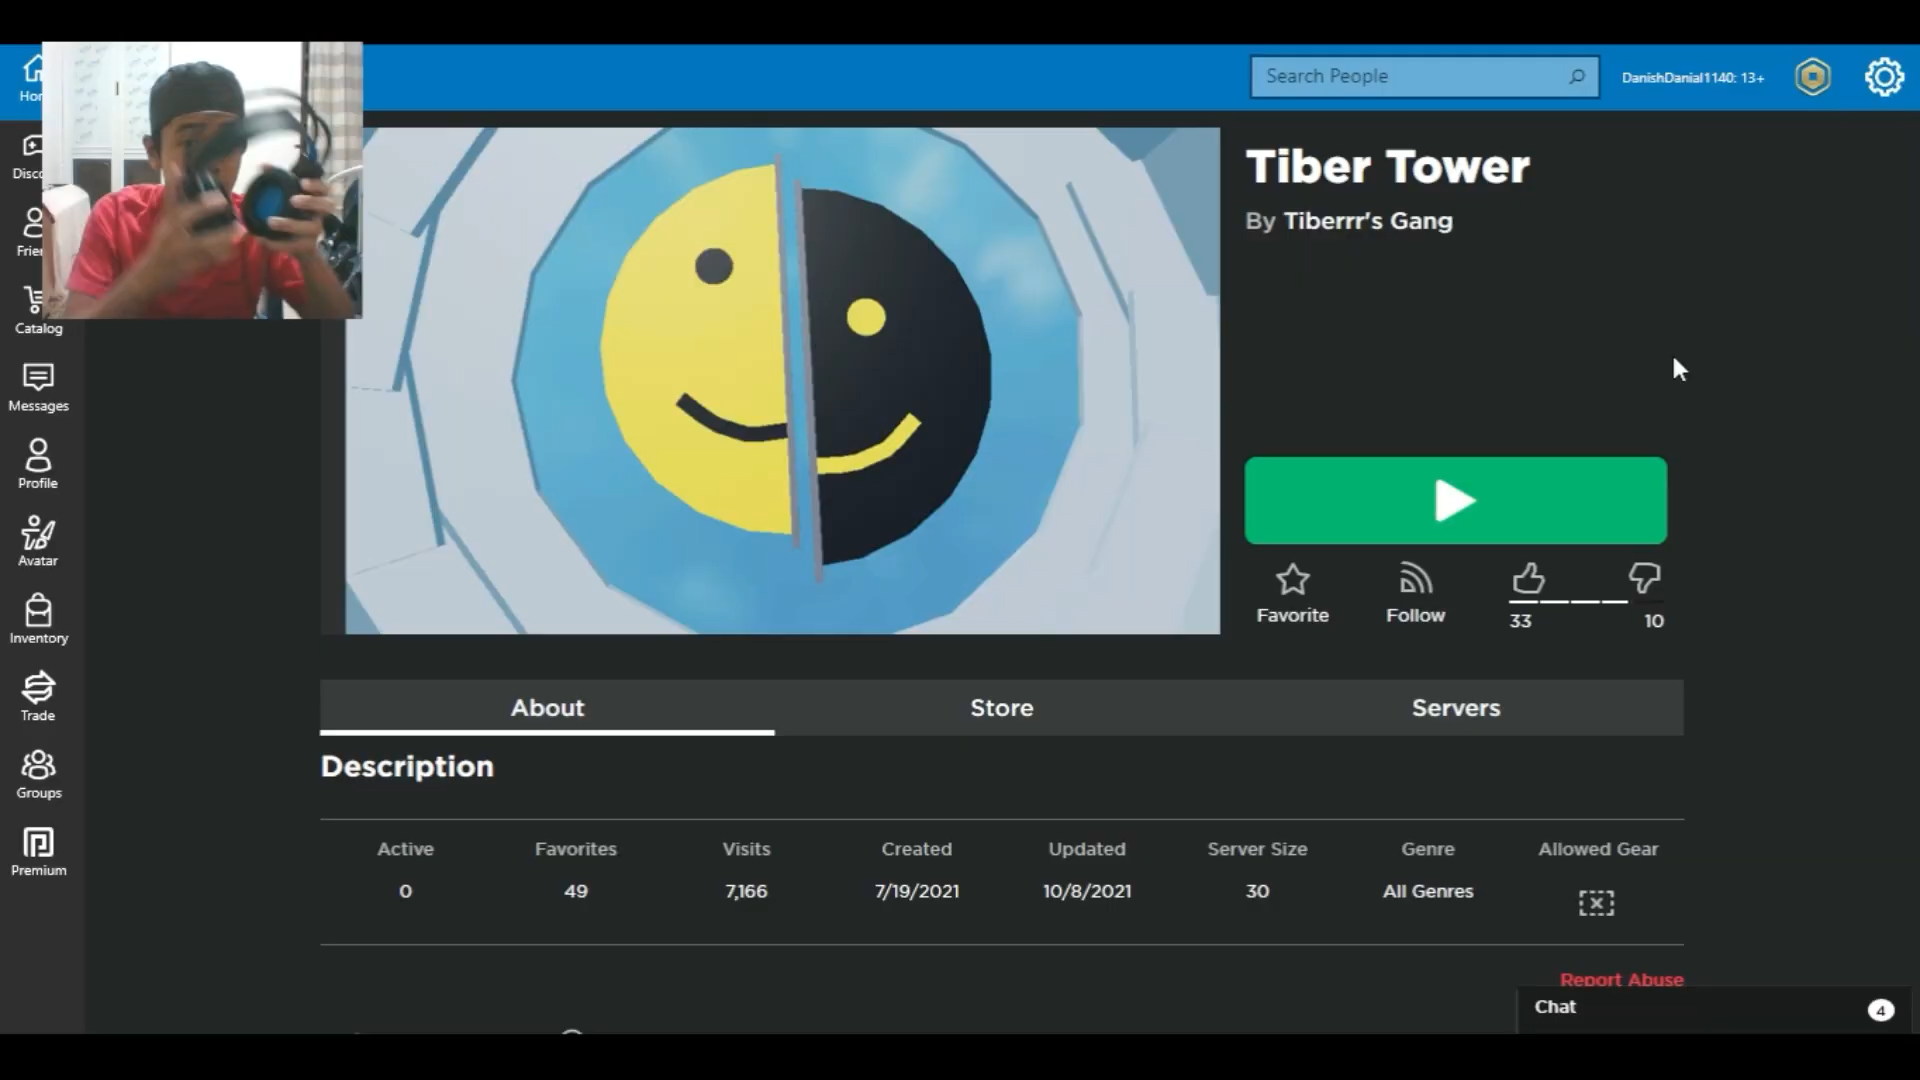 Search People
DanishDanial1140: 13+
Catalog
Messages
Profile
Avatar
Inventory
Trade
Groups
Premium
Tiber Tower
By Tiberrr's Gang
Favorite
Follow
33
10
About
Store
Servers
Description
Active
Favorites
Visits
Created
Updated
Server Size
Genre
Allowed Gear
0
49
7,166
7/19/2021
10/8/2021
30
All Genres
Report Abuse
Chat
4